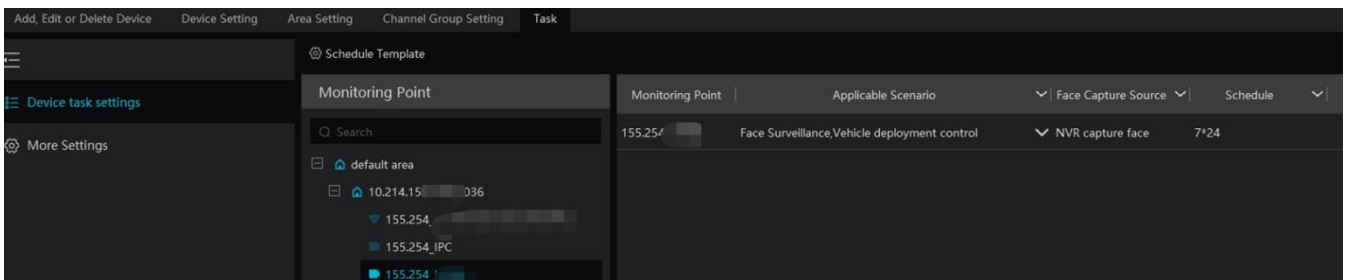 Add, Edit or Delete Device Device Setting Area Setting Channel Group Setting Task
Schedule Template
Device task settings
More Settings
Monitoring Point
Search
default area
10.214.15 036
155.254_
155.254_IPC
155.254
Monitoring Point Applicable Scenario Face Capture Source Schedule
155.254 Face Surveillance,Vehicle deployment control NVR capture face 7*24